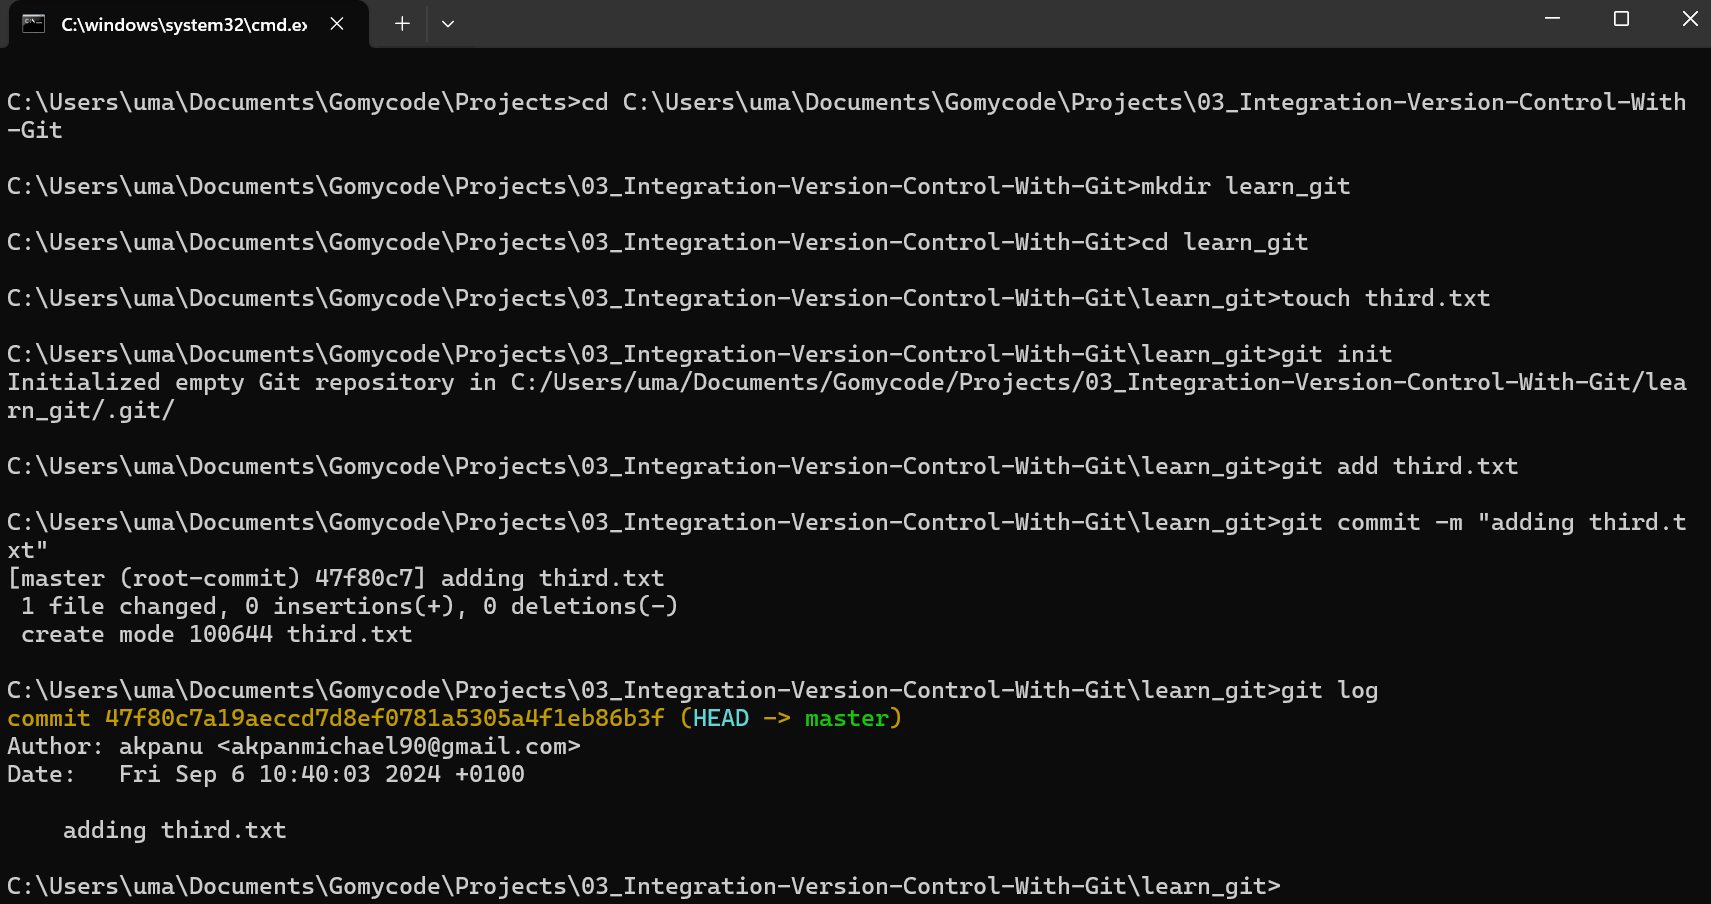 C:\windows\system32\cmd.ex
C:\Users\uma\Documents\Gomycode\Projects>cd C:\Users\uma\Documents\Gomycode\Projects\03_Integration-Version-Control-With
-Git
C:\Users\uma\Documents\Gomycode\Projects\03_Integration-Version-Control-With-Git>mkdir learn_git
C:\Users\uma\Documents\Gomycode\Projects\03_Integration-Version-Control-With-Git>cd learn_git
C:\Users\uma\Documents\Gomycode\Projects\03_Integration-Version-Control-With-Git\learn_git>touch third.txt
C:\Users\uma\Documents\Gomycode\Projects\03_Integration-Version-Control-With-Git\learn_git>git init
Initialized empty Git repository in C:/Users/uma/Documents/Gomycode/Projects/03_Integration-Version-Control-With-Git/lea
rn_git/.git/
C:\Users\uma\Documents\Gomycode\Projects\03_Integration-Version-Control-With-Git\learn_git>git add third.txt
C:\Users\uma\Documents\Gomycode\Projects\03_Integration-Version-Control-With-Git\learn_git>git commit -m "adding third.t
xt"
[master (root-commit) 47f80c7] adding third.txt
 1 file changed, 0 insertions(+), 0 deletions(-)
 create mode 100644 third.txt
C:\Users\uma\Documents\Gomycode\Projects\03_Integration-Version-Control-With-Git\learn_git>git log
commit 47f80c7a19aeccd7d8ef0781a5305a4f1eb86b3f (HEAD -> master)
Author: akpanu <akpanmichael90@gmail.com>
Date:   Fri Sep 6 10:40:03 2024 +0100
    adding third.txt
C:\Users\uma\Documents\Gomycode\Projects\03_Integration-Version-Control-With-Git\learn_git>